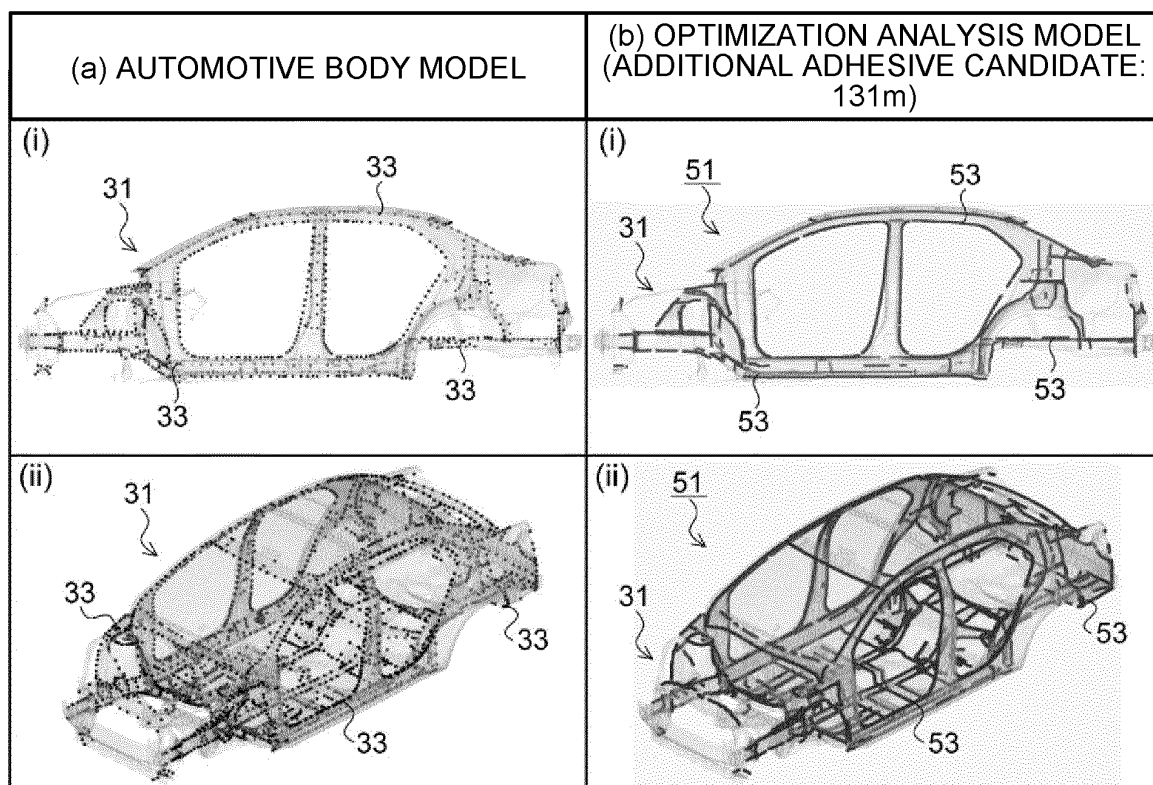 (a) AUTOMOTIVE BODY MODEL
(b) OPTIMIZATION ANALYSIS MODEL
(ADDITIONAL ADHESIVE CANDIDATE:
131m)
(i)
31
33
33
33
(i)
51
31
53
53
53
(ii)
31
33
33
33
(ii)
51
31
53
53